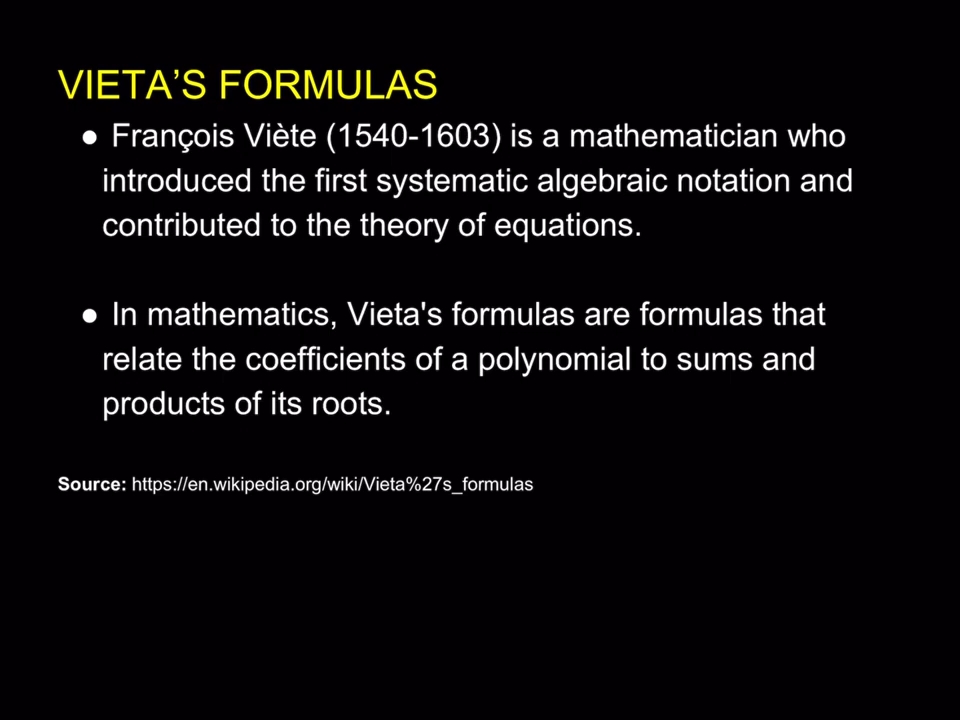 VIETA’S FORMULAS
● François Viète (1540-1603) is a mathematician who
introduced the first systematic algebraic notation and
contributed to the theory of equations.
● In mathematics, Vieta's formulas are formulas that
relate the coefficients of a polynomial to sums and
products of its roots.
Source: https://en.wikipedia.org/wiki/Vieta%27s_formulas